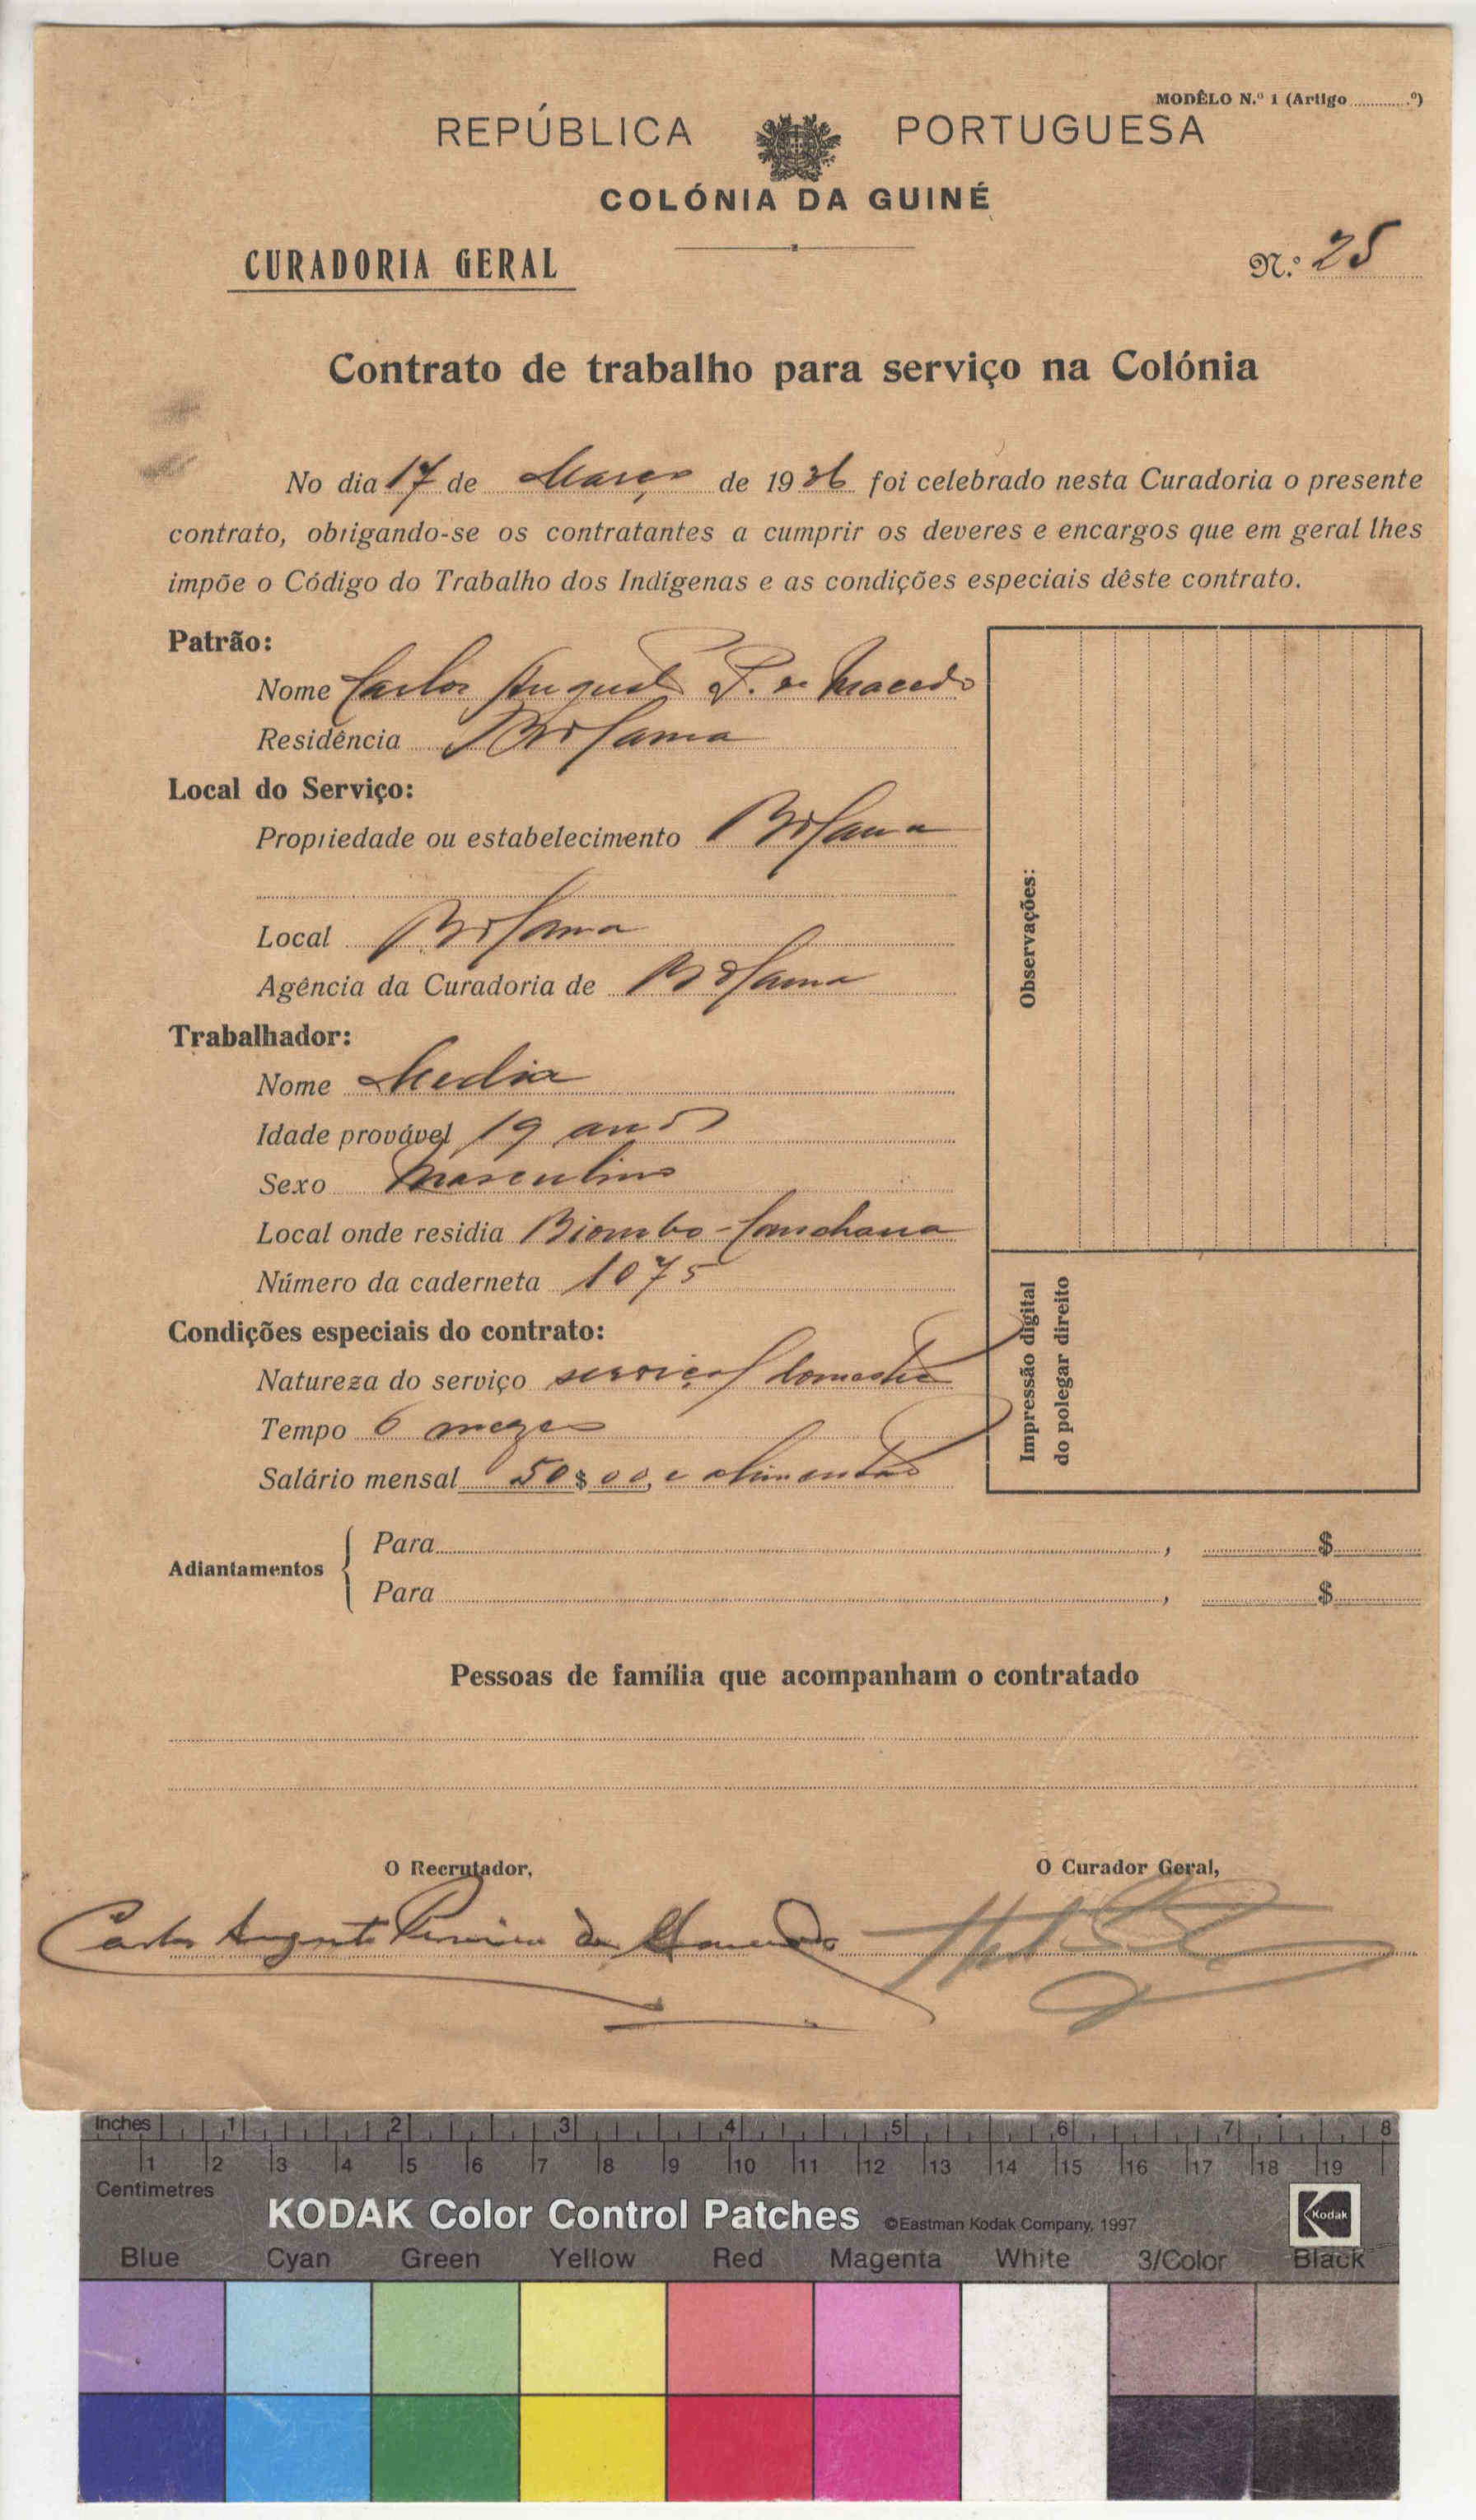 MODÊLO N.º 1 (Artigo ............º)
REPÚBLICA PORTUGUESA
COLÓNIA DA GUINÉ
CURADORIA GERAL
N.º 25
Contrato de trabalho para serviço na Colónia
No dia 17 de Março de 1936 foi celebrado nesta Curadoria o presente
contrato, obrigando-se os contratantes a cumprir os deveres e encargos que em geral lhes
impõe o Código do Trabalho dos Indígenas e as condições especiais dêste contrato.
Patrão:
Nome Carlos Augusto P. de Macedo
Residência Bolama
Local do Serviço:
Propriedade ou estabelecimento Bolama
Local Bolama
Agência da Curadoria de Bolama
Trabalhador:
Nome
Idade provável 19 anos
Sexo Masculino
Local onde residia Biombo -
Número da caderneta 1075
Condições especiais do contrato:
Natureza do serviço serviços domestico
Tempo 6 mezes
Salário mensal 50$00, e alimentação
Observações:
Impressão digital
do polegar direito
Adiantamentos
Para , $
Para , $
Pessoas de família que acompanham o contratado
O Recrutador,
O Curador Geral,
Carlos Augusto Pereira de Macedo
Inches 1 2 3 4 5 6 7 8
1 2 3 4 5 6 7 8 9 10 11 12 13 14 15 16 17 18 19
Centimetres
KODAK Color Control Patches ©Eastman Kodak Company, 1997
Kodak
Blue Cyan Green Yellow Red Magenta White 3/Color Black